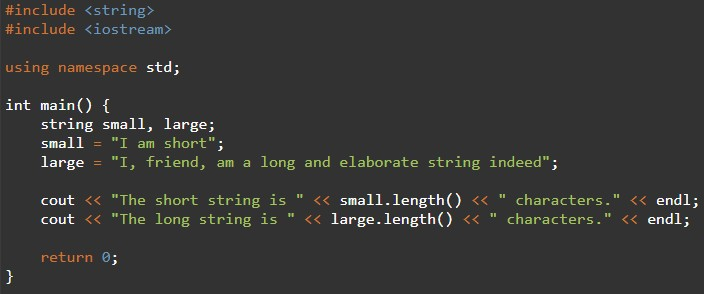 #include <string>
#include <iostream>
using namespace std;
int main() {
    string small, large;
    small = "I am short";
    large = "I, friend, am a long and elaborate string indeed";
    cout << "The short string is " << small.length() << " characters." << endl;
    cout << "The long string is " << large.length() << " characters." << endl;
    return 0;
}